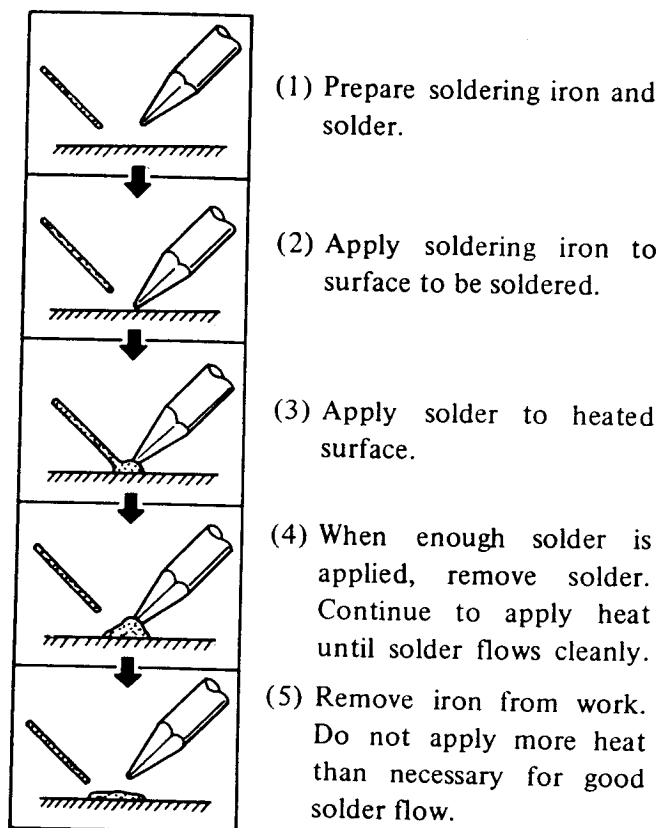 (1) Prepare soldering iron and
solder.
(2) Apply soldering iron to
surface to be soldered.
(3) Apply solder to heated
surface.
(4) When enough solder is
applied, remove solder.
Continue to apply heat
until solder flows cleanly.
(5) Remove iron from work.
Do not apply more heat
than necessary for good
solder flow.